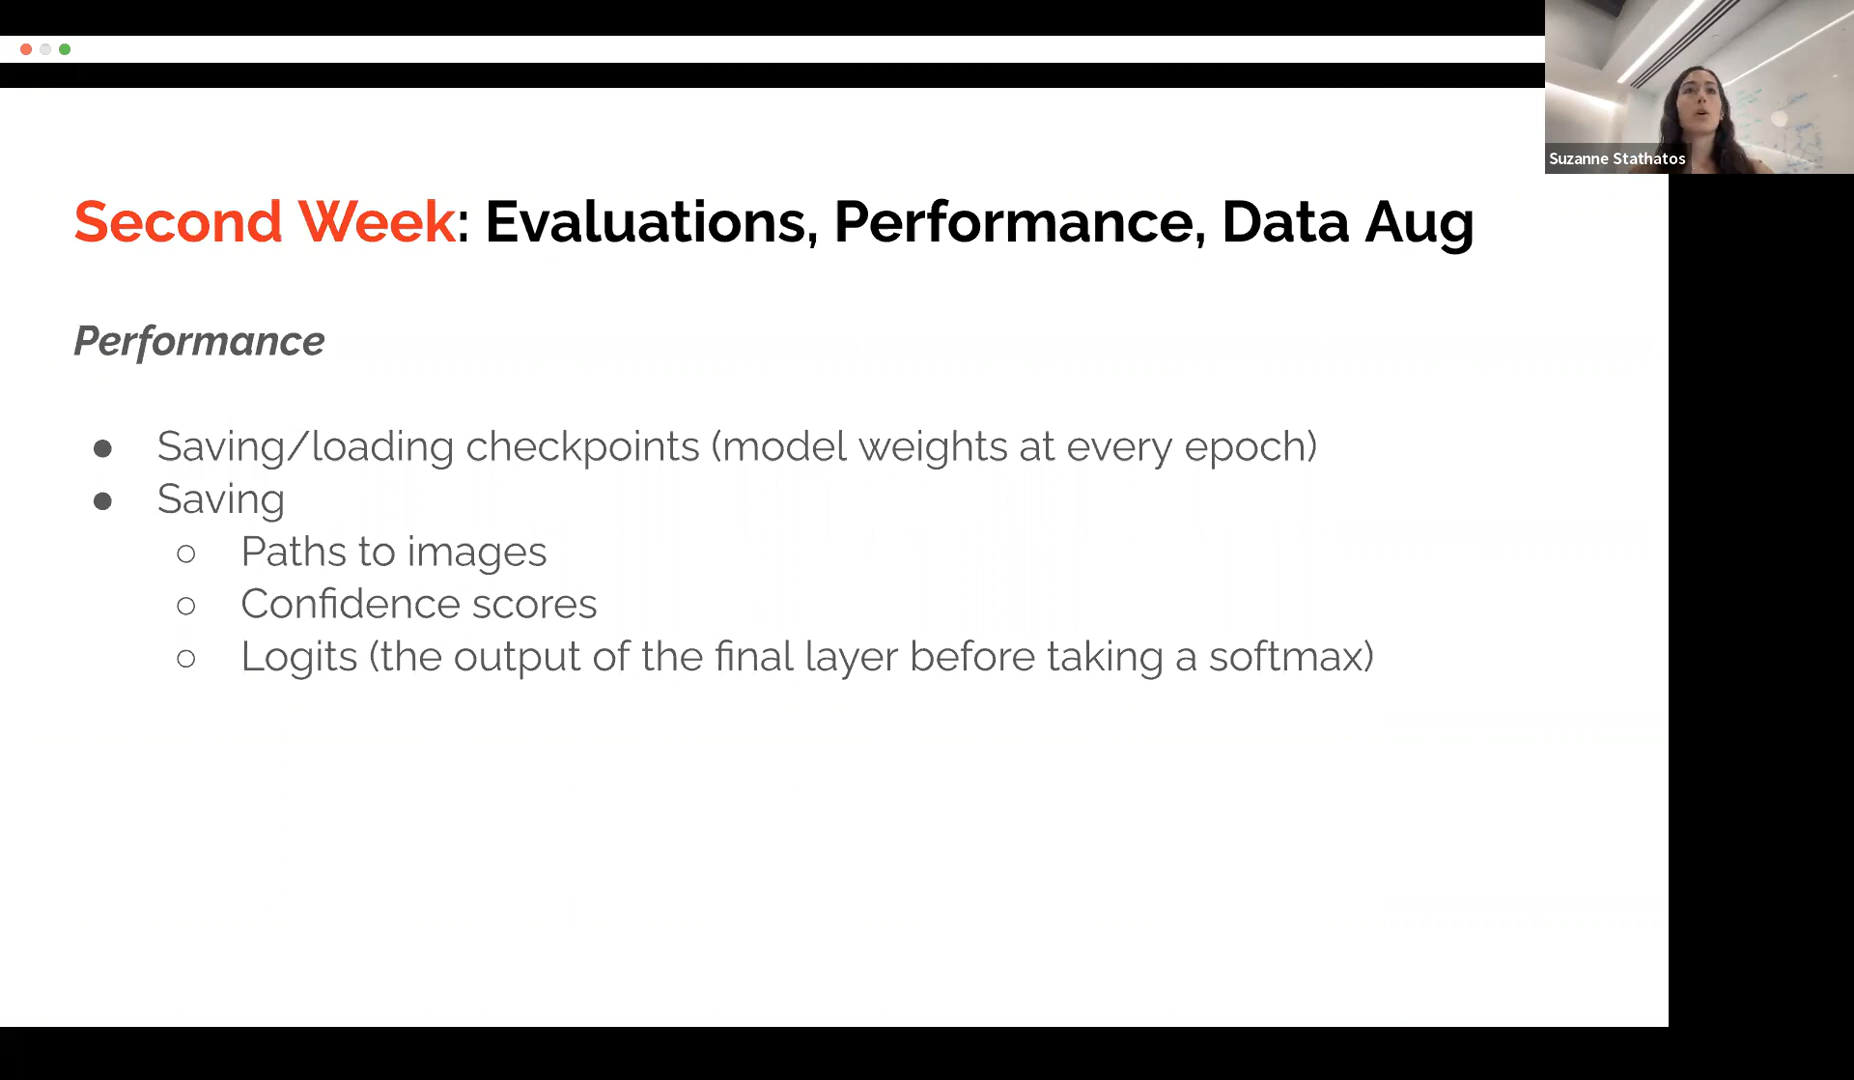 Suzanne Stathatos
Second Week: Evaluations, Performance, Data Aug
Performance
● Saving/loading checkpoints (model weights at every epoch)
● Saving
○ Paths to images
○ Confidence scores
○ Logits (the output of the final layer before taking a softmax)